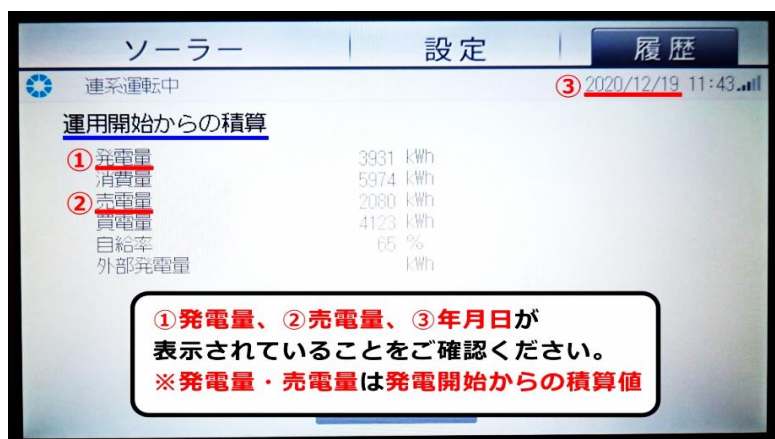 ソーラー 設定 履歴
連系運転中 ③2020/12/19 11:43
運用開始からの積算
①発電量 3931 kWh
消費量 5974 kWh
②売電量 2080 kWh
買電量 4123 kWh
自給率 65 %
外部発電量 kWh
①発電量、②売電量、③年月日が
表示されていることをご確認ください。
※発電量・売電量は発電開始からの積算値